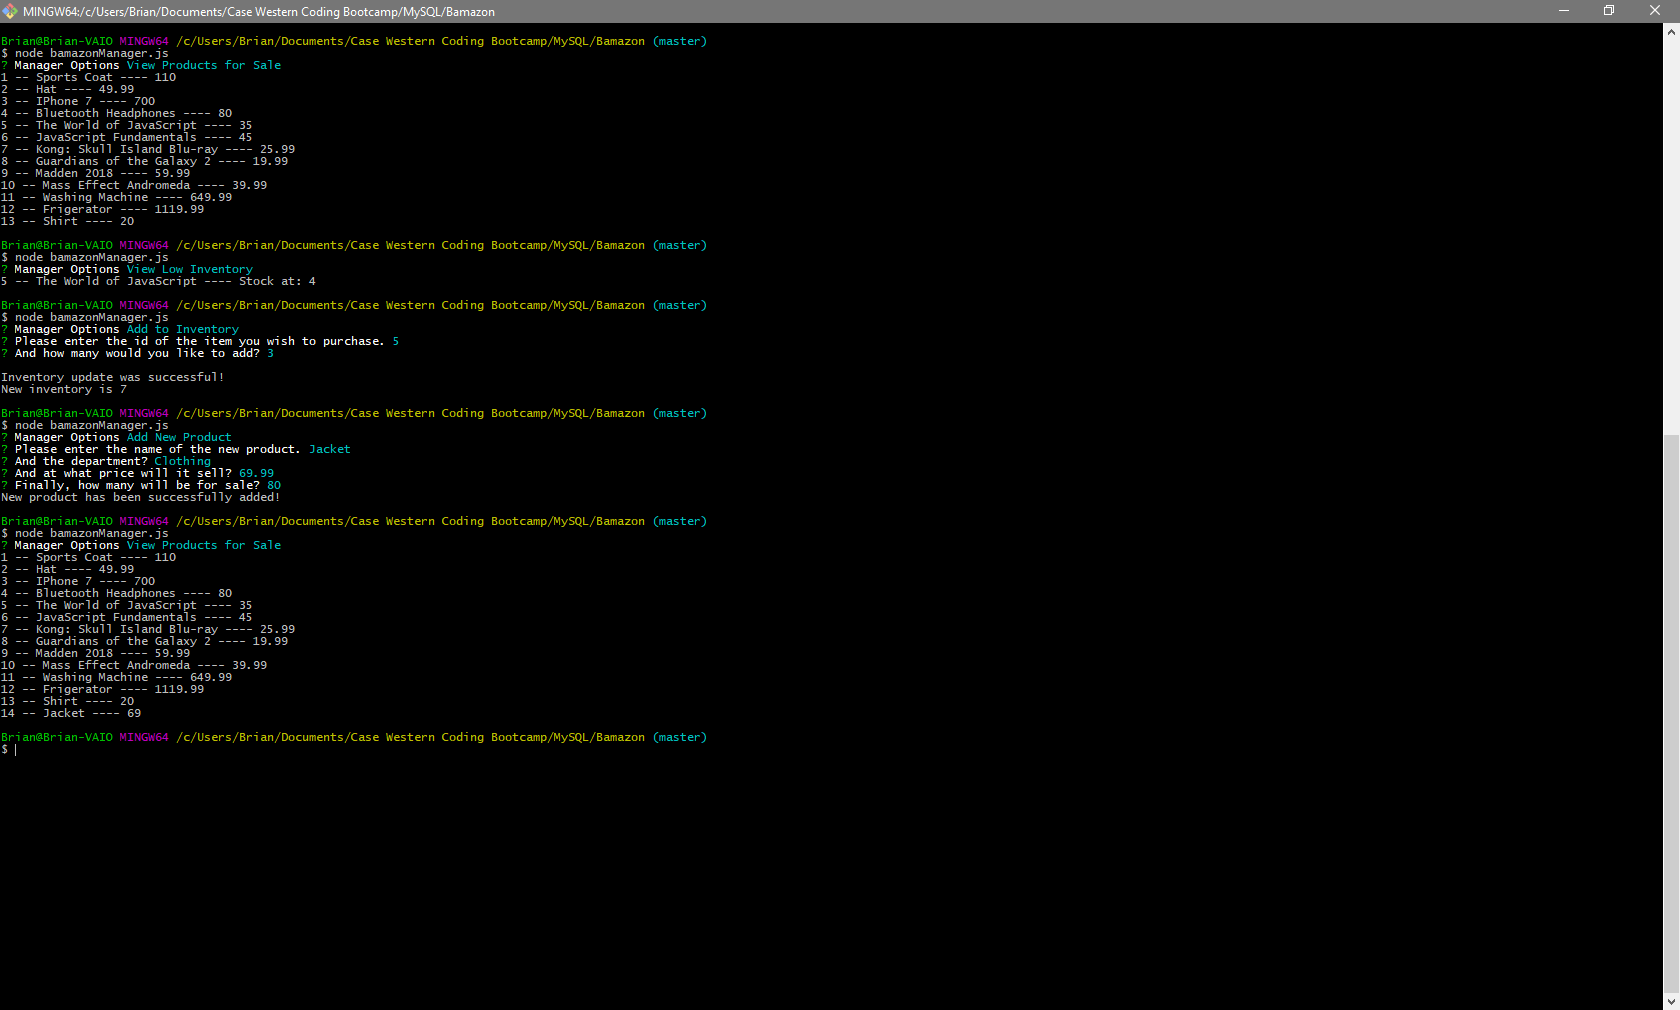 MINGW64:/c/Users/Brian/Documents/Case Western Coding Bootcamp/MySQL/Bamazon
Brian@Brian-VAIO MINGW64 /c/Users/Brian/Documents/Case Western Coding Bootcamp/MySQL/Bamazon (master)
$ node bamazonManager.js
? Manager Options View Products for Sale
1 -- Sports Coat ---- 110
2 -- Hat ---- 49.99
3 -- IPhone 7 ---- 700
4 -- Bluetooth Headphones ---- 80
5 -- The World of JavaScript ---- 35
6 -- JavaScript Fundamentals ---- 45
7 -- Kong: Skull Island Blu-ray ---- 25.99
8 -- Guardians of the Galaxy 2 ---- 19.99
9 -- Madden 2018 ---- 59.99
10 -- Mass Effect Andromeda ---- 39.99
11 -- Washing Machine ---- 649.99
12 -- Frigerator ---- 1119.99
13 -- Shirt ---- 20
Brian@Brian-VAIO MINGW64 /c/Users/Brian/Documents/Case Western Coding Bootcamp/MySQL/Bamazon (master)
$ node bamazonManager.js
? Manager Options View Low Inventory
5 -- The World of JavaScript ---- Stock at: 4
Brian@Brian-VAIO MINGW64 /c/Users/Brian/Documents/Case Western Coding Bootcamp/MySQL/Bamazon (master)
$ node bamazonManager.js
? Manager Options Add to Inventory
? Please enter the id of the item you wish to purchase. 5
? And how many would you like to add? 3
Inventory update was successful!
New inventory is 7
Brian@Brian-VAIO MINGW64 /c/Users/Brian/Documents/Case Western Coding Bootcamp/MySQL/Bamazon (master)
$ node bamazonManager.js
? Manager Options Add New Product
? Please enter the name of the new product. Jacket
? And the department? Clothing
? And at what price will it sell? 69.99
? Finally, how many will be for sale? 80
New product has been successfully added!
Brian@Brian-VAIO MINGW64 /c/Users/Brian/Documents/Case Western Coding Bootcamp/MySQL/Bamazon (master)
$ node bamazonManager.js
? Manager Options View Products for Sale
1 -- Sports Coat ---- 110
2 -- Hat ---- 49.99
3 -- IPhone 7 ---- 700
4 -- Bluetooth Headphones ---- 80
5 -- The World of JavaScript ---- 35
6 -- JavaScript Fundamentals ---- 45
7 -- Kong: Skull Island Blu-ray ---- 25.99
8 -- Guardians of the Galaxy 2 ---- 19.99
9 -- Madden 2018 ---- 59.99
10 -- Mass Effect Andromeda ---- 39.99
11 -- Washing Machine ---- 649.99
12 -- Frigerator ---- 1119.99
13 -- Shirt ---- 20
14 -- Jacket ---- 69
Brian@Brian-VAIO MINGW64 /c/Users/Brian/Documents/Case Western Coding Bootcamp/MySQL/Bamazon (master)
$